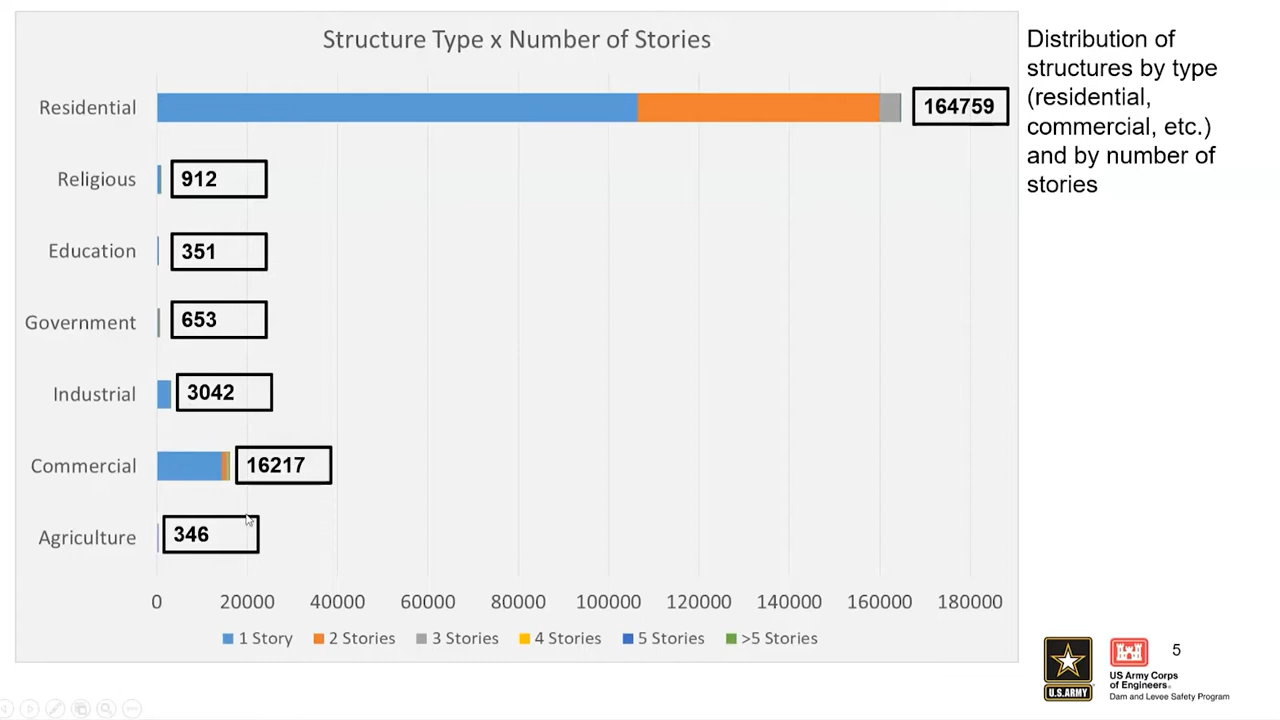 Structure Type x Number of Stories
Residential
164759
Religious
912
Education
351
Government
653
Industrial
3042
Commercial
16217
Agriculture
346
0 20000 40000 60000 80000 100000 120000 140000 160000 180000
1 Story 2 Stories 3 Stories 4 Stories 5 Stories >5 Stories
Distribution of
structures by type
(residential,
commercial, etc.)
and by number of
stories
U.S.ARMY
US Army Corps
of Engineers®
Dam and Levee Safety Program
5